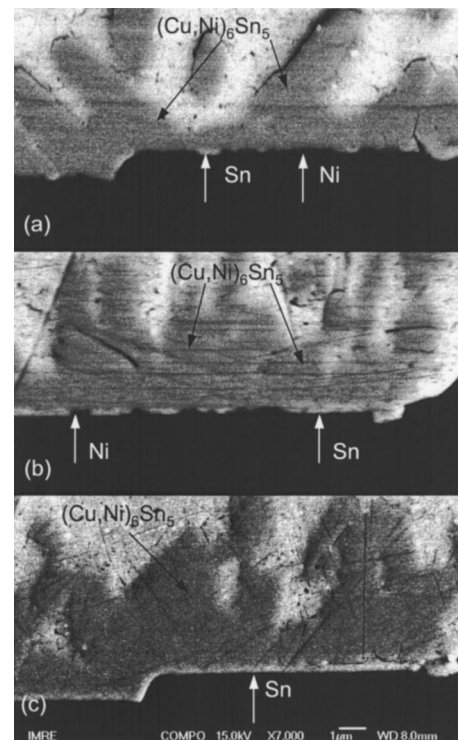 (Cu,Ni)6Sn5
Sn
Ni
(a)
(Cu,Ni)6Sn5
Ni
Sn
(b)
(Cu,Ni)6Sn5
Sn
(c)
IMRE COMPO 15.0kV X7,000 1µm WD 8.0mm